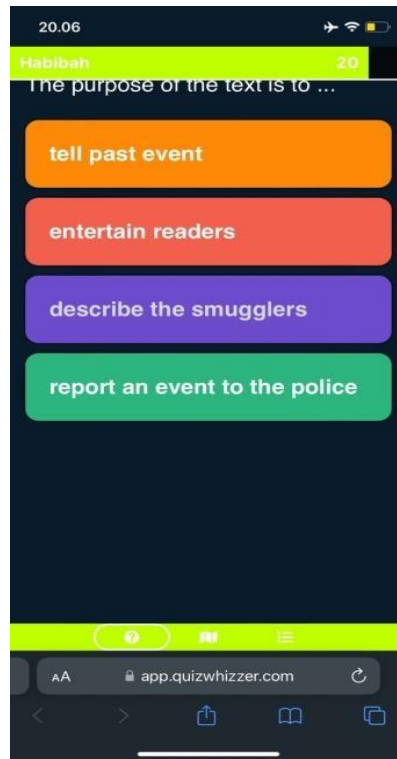 20.06
Habibah 20
The purpose of the text is to ...
tell past event
entertain readers
describe the smugglers
report an event to the police
AA app.quizwhizzer.com